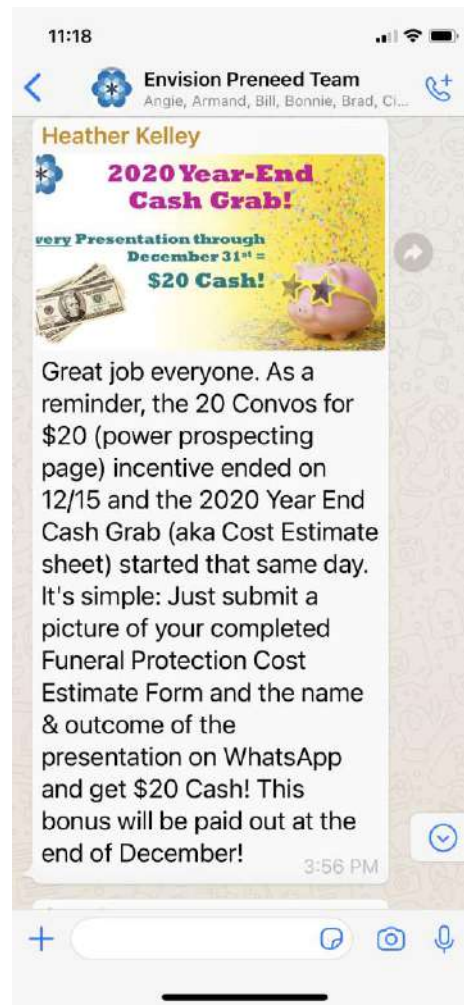 11:18
Envision Preneed Team
Angie, Armand, Bill, Bonnie, Brad, Ci...
Heather Kelley
2020 Year-End
Cash Grab!
very Presentation through
December 31st =
$20 Cash!
Great job everyone. As a
reminder, the 20 Convos for
$20 (power prospecting
page) incentive ended on
12/15 and the 2020 Year End
Cash Grab (aka Cost Estimate
sheet) started that same day.
It's simple: Just submit a
picture of your completed
Funeral Protection Cost
Estimate Form and the name
& outcome of the
presentation on WhatsApp
and get $20 Cash! This
bonus will be paid out at the
end of December!
3:56 PM